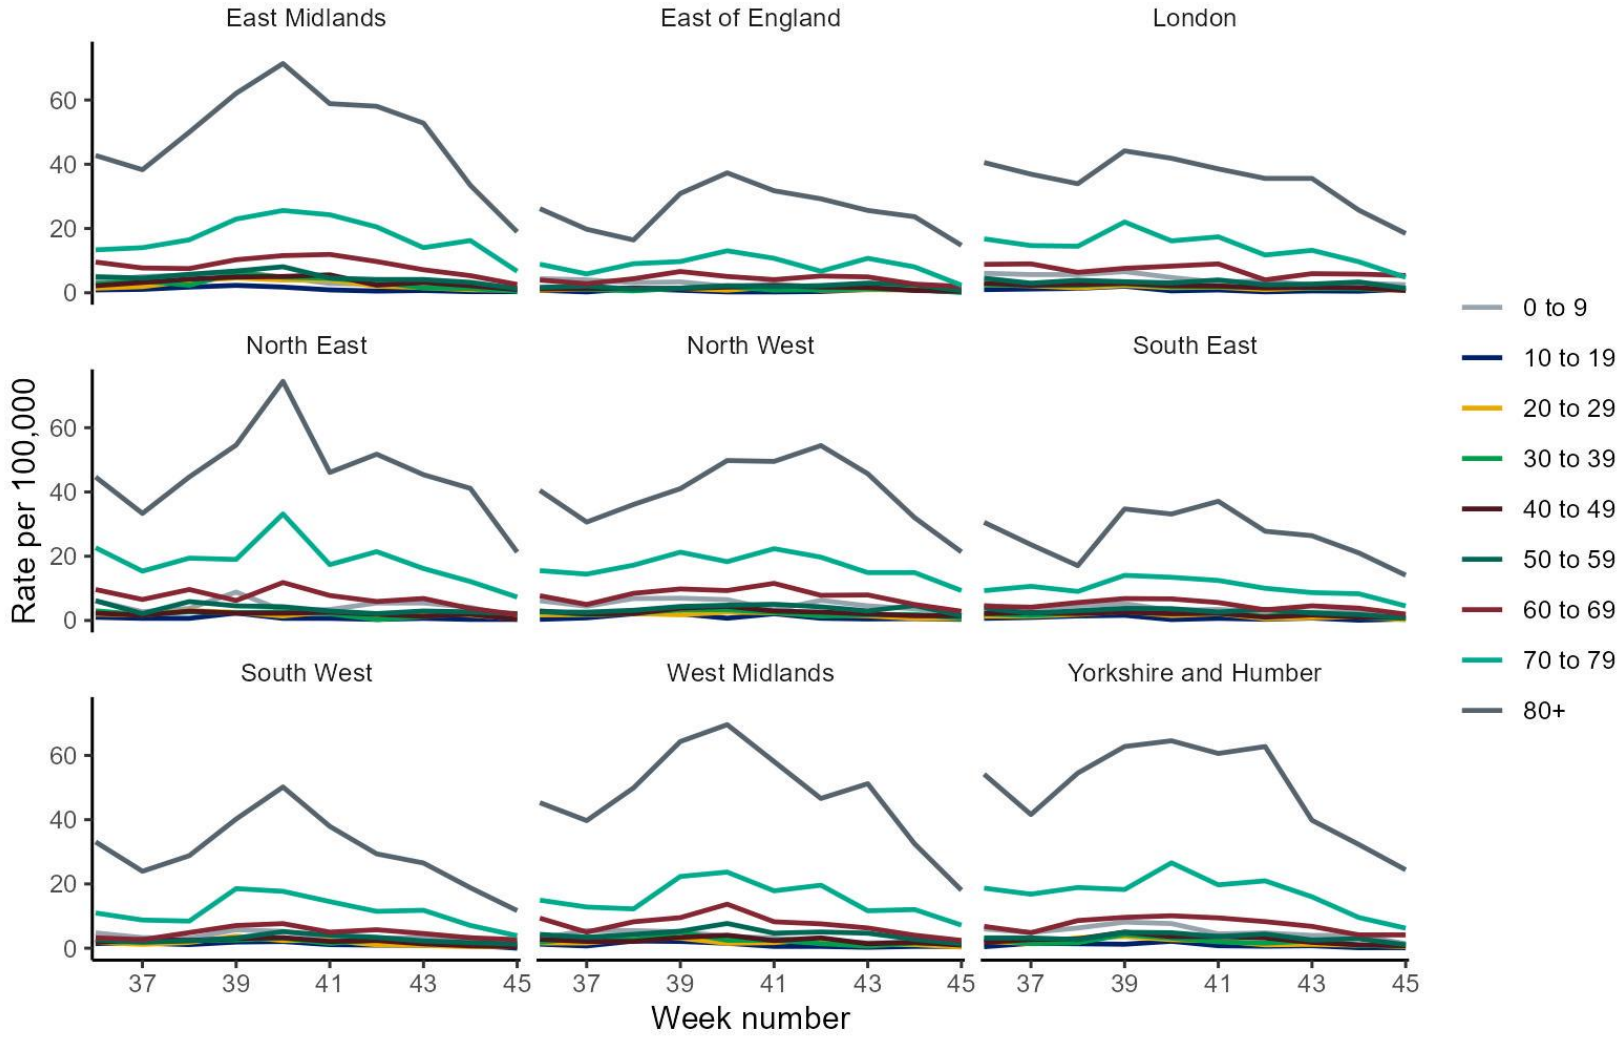 East Midlands
East of England
London
60
40
20
0
North East
North West
South East
60
40
20
0
South West
West Midlands
Yorkshire and Humber
60
40
20
0
37 39 41 43 45
37 39 41 43 45
37 39 41 43 45
Week number
Rate per 100,000
0 to 9
10 to 19
20 to 29
30 to 39
40 to 49
50 to 59
60 to 69
70 to 79
80+